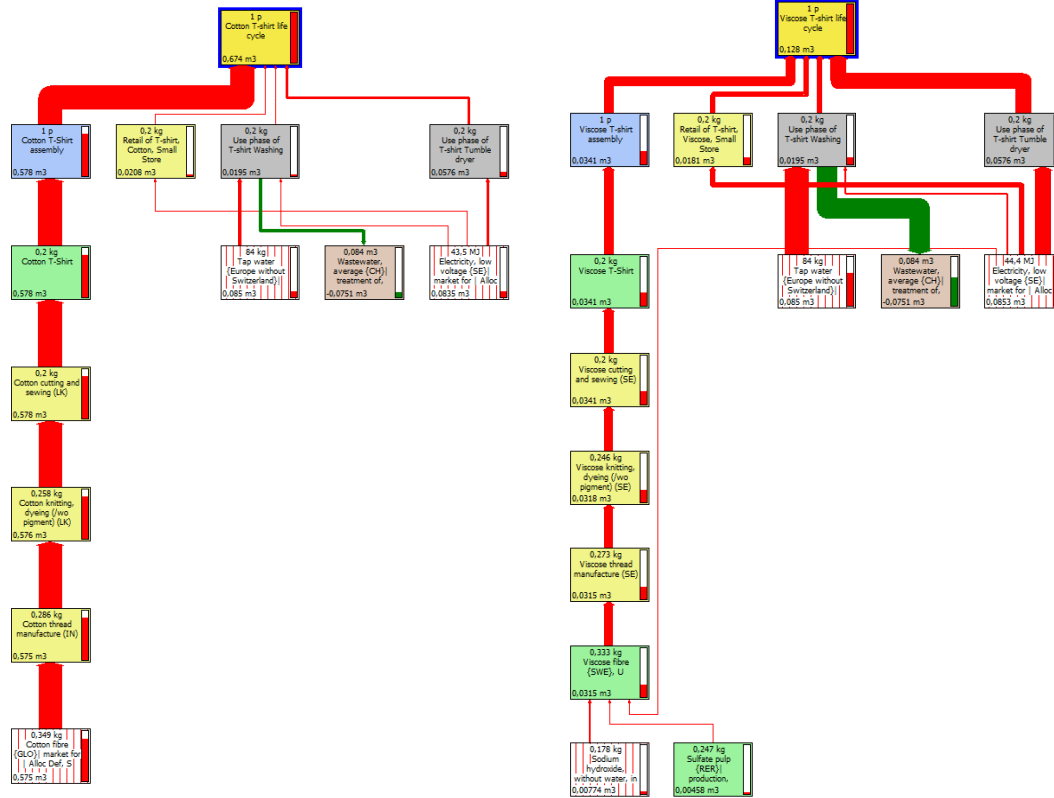 1 p
Cotton T-shirt life
cycle
0,674 m3
1 p
Cotton T-Shirt
assembly
0,578 m3
0,2 kg
Retail of T-shirt,
Cotton, Small
Store
0,0208 m3
0,2 kg
Use phase of
T-shirt Washing
0,0195 m3
0,2 kg
Use phase of
T-shirt Tumble
dryer
0,0576 m3
0,2 kg
Cotton T-Shirt
0,578 m3
84 kg
Tap water
{Europe without
Switzerland}|
0,085 m3
0,084 m3
Wastewater,
average {CH}|
treatment of,
-0,0751 m3
43,5 MJ
Electricity, low
voltage {SE}|
market for | Alloc
0,0835 m3
0,2 kg
Cotton cutting and
sewing (LK)
0,578 m3
0,258 kg
Cotton knitting,
dyeing (/wo
pigment) (LK)
0,576 m3
0,286 kg
Cotton thread
manufacture (IN)
0,575 m3
0,349 kg
Cotton fibre
{GLO}| market for
| Alloc Def, S
0,575 m3
1 p
Viscose T-shirt life
cycle
0,128 m3
1 p
Viscose T-shirt
assembly
0,0341 m3
0,2 kg
Retail of T-shirt,
Viscose, Small
Store
0,0181 m3
0,2 kg
Use phase of
T-shirt Washing
0,0195 m3
0,2 kg
Use phase of
T-shirt Tumble
dryer
0,0576 m3
0,2 kg
Viscose T-Shirt
0,0341 m3
84 kg
Tap water
{Europe without
Switzerland}|
0,085 m3
0,084 m3
Wastewater,
average {CH}|
treatment of,
-0,0751 m3
44,4 MJ
Electricity, low
voltage {SE}|
market for | Alloc
0,0853 m3
0,2 kg
Viscose cutting
and sewing (SE)
0,0341 m3
0,246 kg
Viscose knitting,
dyeing (/wo
pigment) (SE)
0,0318 m3
0,273 kg
Viscose thread
manufacture (SE)
0,0315 m3
0,333 kg
Viscose fibre
{SWE}, U
0,0315 m3
0,178 kg
Sodium
hydroxide,
without water, in
0,00774 m3
0,247 kg
Sulfate pulp
{RER}|
production,
0,00458 m3